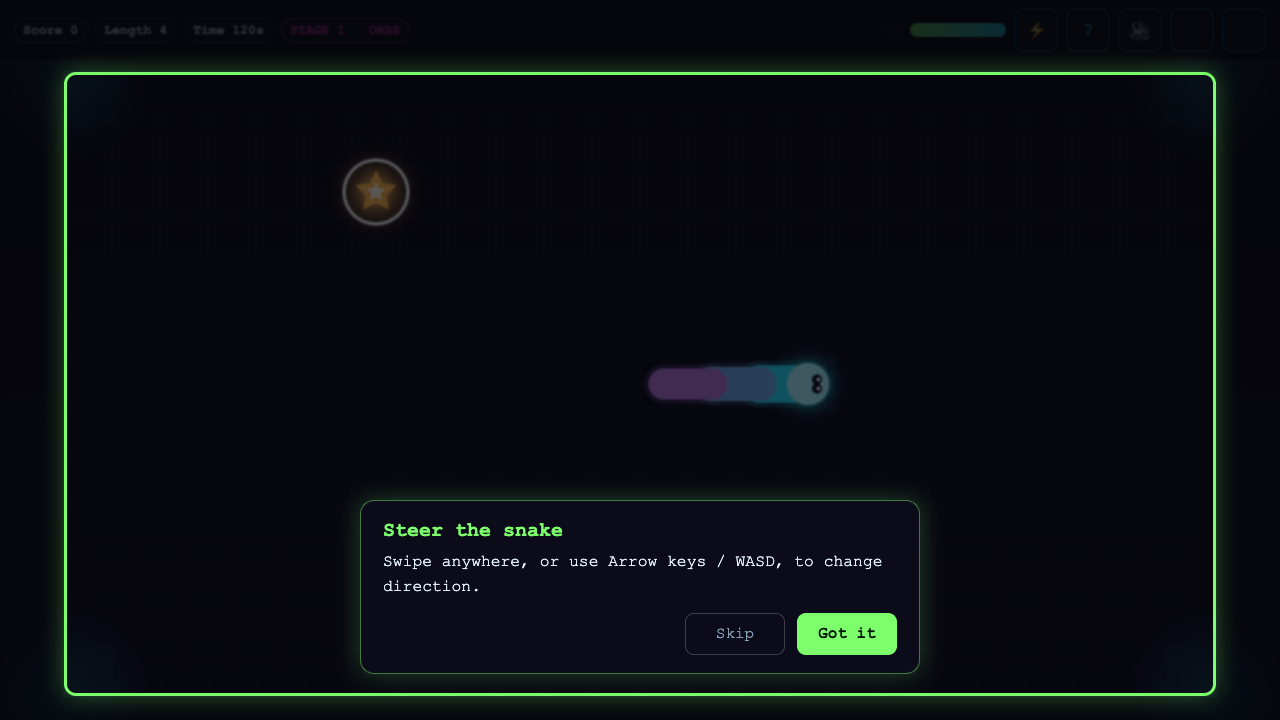 Score 0
Length 4
Time 120s
STAGE 1 · ORBS
?
Steer the snake
Swipe anywhere, or use Arrow keys / WASD, to change
direction.
Skip
Got it